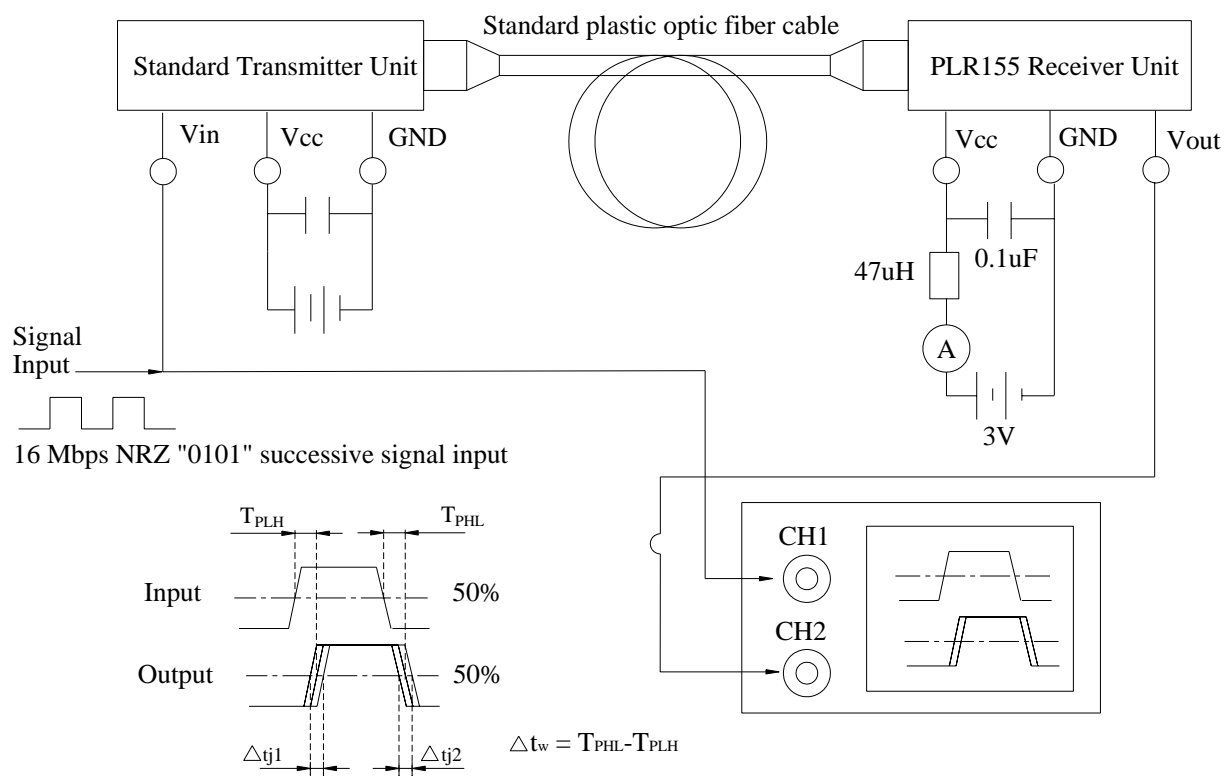 Standard plastic optic fiber cable
Standard Transmitter Unit
PLR155 Receiver Unit
Vin
Vcc
GND
Vcc
GND
Vout
47uH
0.1uF
A
3V
Signal
Input
16 Mbps NRZ "0101" successive signal input
TPLH
TPHL
Input
50%
Output
50%
△tj1
△tj2
△tw = TPHL-TPLH
CH1
CH2